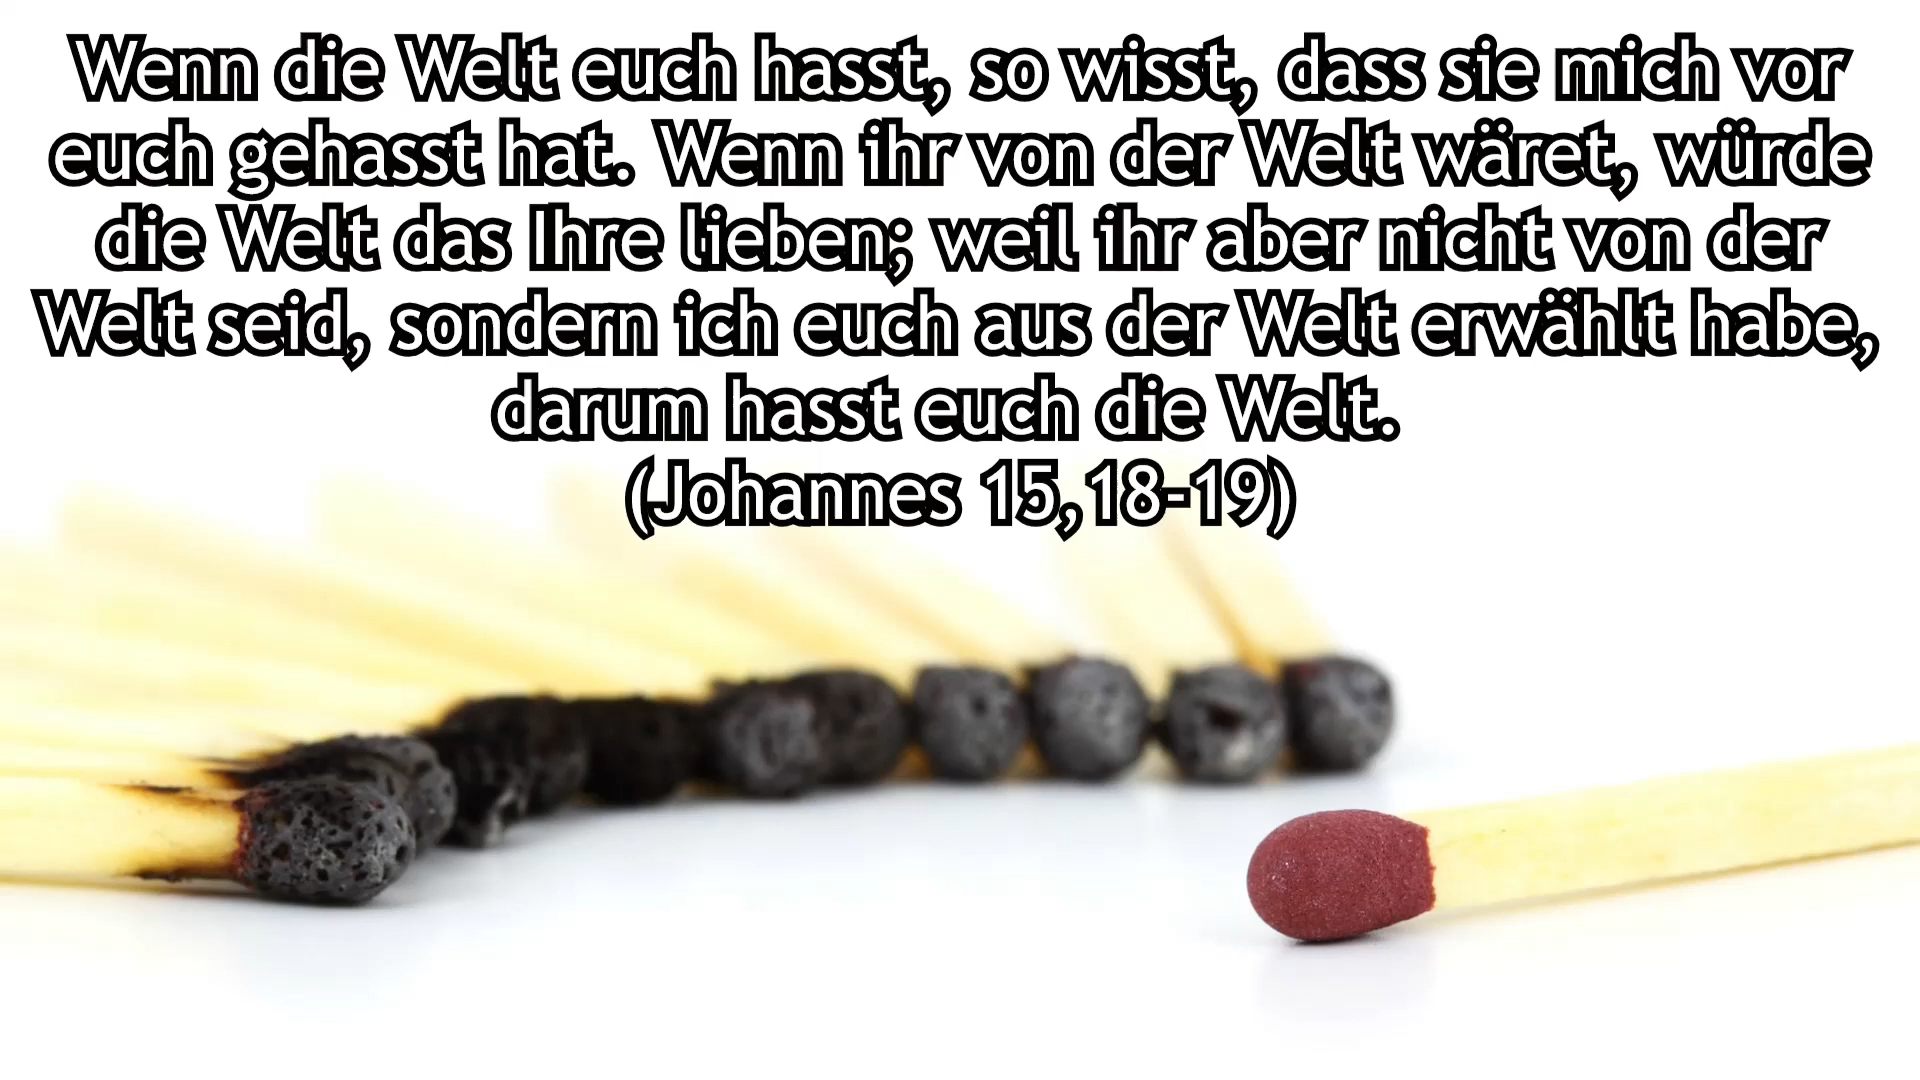 Wenn die Welt euch hasst, so wisst, dass sie mich vor
euch gehasst hat. Wenn ihr von der Welt wäret, würde
die Welt das Ihre lieben; weil ihr aber nicht von der
Welt seid, sondern ich euch aus der Welt erwählt habe,
darum hasst euch die Welt.
(Johannes 15,18-19)